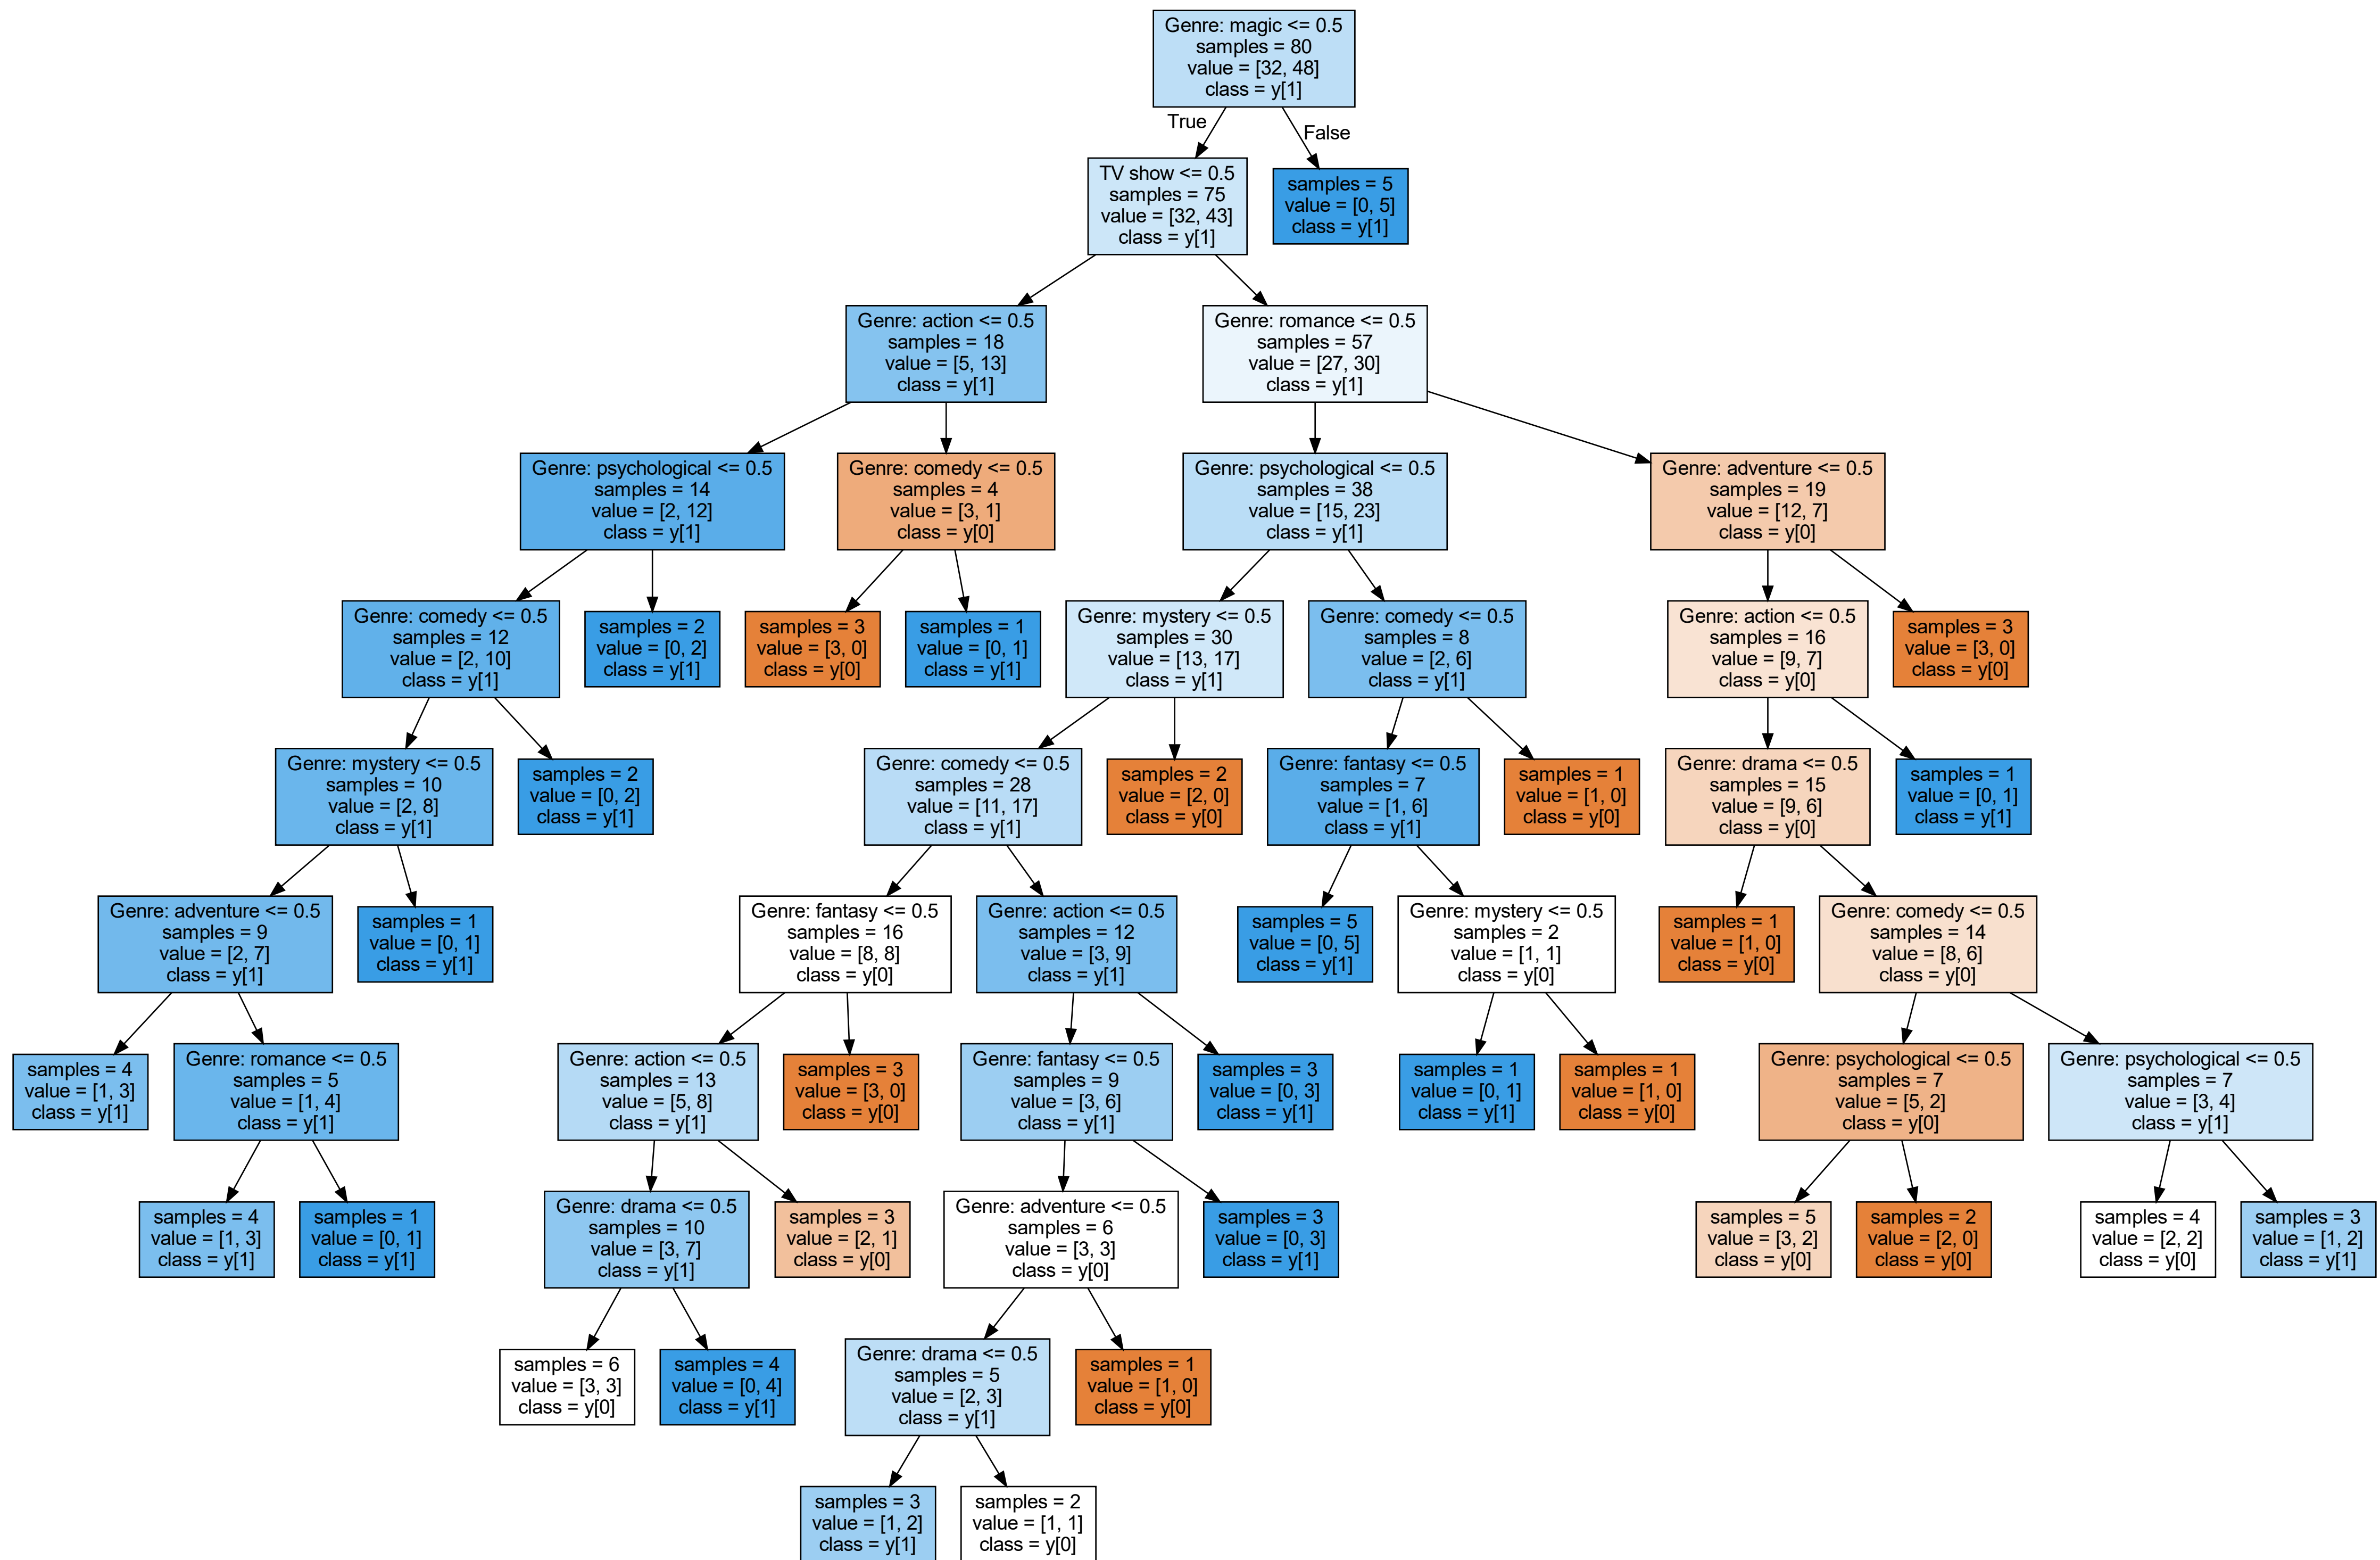 Genre: magic <= 0.5
samples = 80
value = [32, 48]
class = y[1]
True
False
TV show <= 0.5
samples = 75
value = [32, 43]
class = y[1]
samples = 5
value = [0, 5]
class = y[1]
Genre: action <= 0.5
samples = 18
value = [5, 13]
class = y[1]
Genre: romance <= 0.5
samples = 57
value = [27, 30]
class = y[1]
Genre: psychological <= 0.5
samples = 14
value = [2, 12]
class = y[1]
Genre: comedy <= 0.5
samples = 4
value = [3, 1]
class = y[0]
Genre: psychological <= 0.5
samples = 38
value = [15, 23]
class = y[1]
Genre: adventure <= 0.5
samples = 19
value = [12, 7]
class = y[0]
Genre: comedy <= 0.5
samples = 12
value = [2, 10]
class = y[1]
samples = 2
value = [0, 2]
class = y[1]
samples = 3
value = [3, 0]
class = y[0]
samples = 1
value = [0, 1]
class = y[1]
Genre: mystery <= 0.5
samples = 30
value = [13, 17]
class = y[1]
Genre: comedy <= 0.5
samples = 8
value = [2, 6]
class = y[1]
Genre: action <= 0.5
samples = 16
value = [9, 7]
class = y[0]
samples = 3
value = [3, 0]
class = y[0]
Genre: mystery <= 0.5
samples = 10
value = [2, 8]
class = y[1]
samples = 2
value = [0, 2]
class = y[1]
Genre: comedy <= 0.5
samples = 28
value = [11, 17]
class = y[1]
samples = 2
value = [2, 0]
class = y[0]
Genre: fantasy <= 0.5
samples = 7
value = [1, 6]
class = y[1]
samples = 1
value = [1, 0]
class = y[0]
Genre: drama <= 0.5
samples = 15
value = [9, 6]
class = y[0]
samples = 1
value = [0, 1]
class = y[1]
Genre: adventure <= 0.5
samples = 9
value = [2, 7]
class = y[1]
samples = 1
value = [0, 1]
class = y[1]
Genre: fantasy <= 0.5
samples = 16
value = [8, 8]
class = y[0]
Genre: action <= 0.5
samples = 12
value = [3, 9]
class = y[1]
samples = 5
value = [0, 5]
class = y[1]
Genre: mystery <= 0.5
samples = 2
value = [1, 1]
class = y[0]
samples = 1
value = [1, 0]
class = y[0]
Genre: comedy <= 0.5
samples = 14
value = [8, 6]
class = y[0]
samples = 4
value = [1, 3]
class = y[1]
Genre: romance <= 0.5
samples = 5
value = [1, 4]
class = y[1]
Genre: action <= 0.5
samples = 13
value = [5, 8]
class = y[1]
samples = 3
value = [3, 0]
class = y[0]
Genre: fantasy <= 0.5
samples = 9
value = [3, 6]
class = y[1]
samples = 3
value = [0, 3]
class = y[1]
samples = 1
value = [0, 1]
class = y[1]
samples = 1
value = [1, 0]
class = y[0]
Genre: psychological <= 0.5
samples = 7
value = [5, 2]
class = y[0]
Genre: psychological <= 0.5
samples = 7
value = [3, 4]
class = y[1]
samples = 4
value = [1, 3]
class = y[1]
samples = 1
value = [0, 1]
class = y[1]
Genre: drama <= 0.5
samples = 10
value = [3, 7]
class = y[1]
samples = 3
value = [2, 1]
class = y[0]
Genre: adventure <= 0.5
samples = 6
value = [3, 3]
class = y[0]
samples = 3
value = [0, 3]
class = y[1]
samples = 5
value = [3, 2]
class = y[0]
samples = 2
value = [2, 0]
class = y[0]
samples = 4
value = [2, 2]
class = y[0]
samples = 3
value = [1, 2]
class = y[1]
samples = 6
value = [3, 3]
class = y[0]
samples = 4
value = [0, 4]
class = y[1]
Genre: drama <= 0.5
samples = 5
value = [2, 3]
class = y[1]
samples = 1
value = [1, 0]
class = y[0]
samples = 3
value = [1, 2]
class = y[1]
samples = 2
value = [1, 1]
class = y[0]